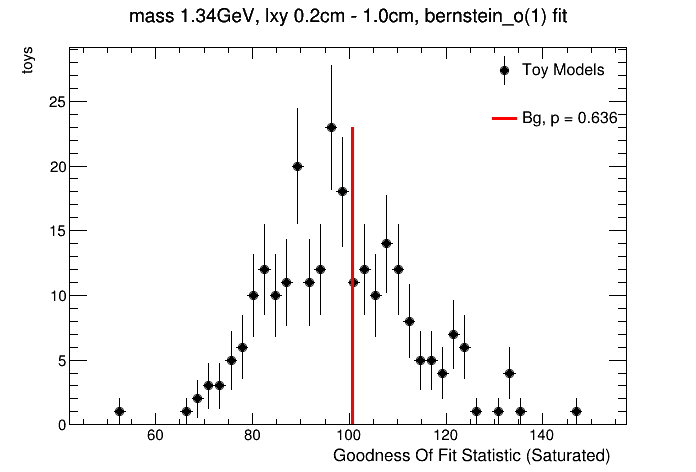 mass 1.34GeV, lxy 0.2cm - 1.0cm, bernstein_o(1) fit
toys
Toy Models
Bg, p = 0.636
25
20
15
10
5
0
60 80 100 120 140
Goodness Of Fit Statistic (Saturated)